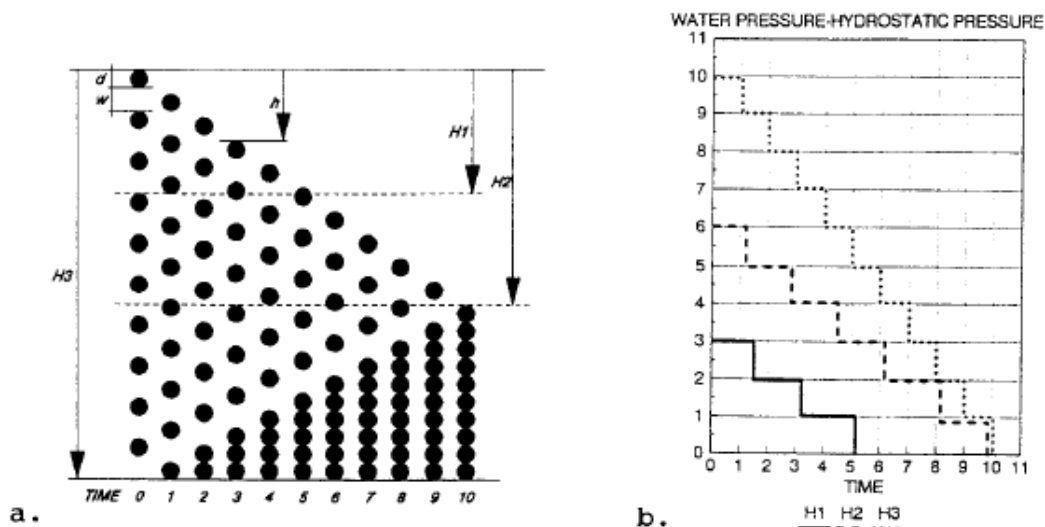 d
w
h
H1
H2
H3
TIME 0 1 2 3 4 5 6 7 8 9 10
a.
WATER PRESSURE-HYDROSTATIC PRESSURE
11
10
9
8
7
6
5
4
3
2
1
0
0 1 2 3 4 5 6 7 8 9 10 11
TIME
H1 H2 H3
b.